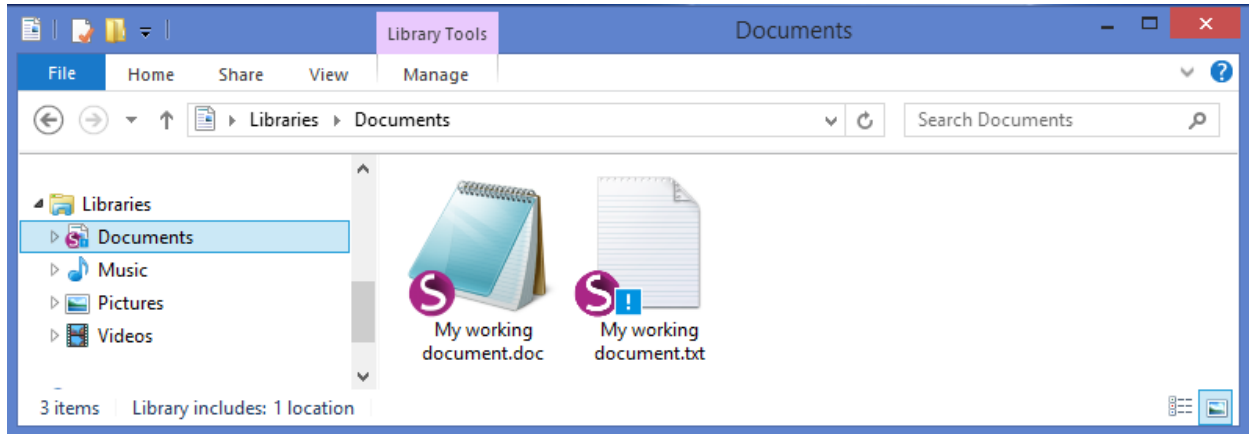 Library Tools
Documents
File Home Share View Manage
Libraries Documents
Search Documents
Libraries
Documents
Music
Pictures
Videos
S
My working
document.doc
S !
My working
document.txt
3 items Library includes: 1 location